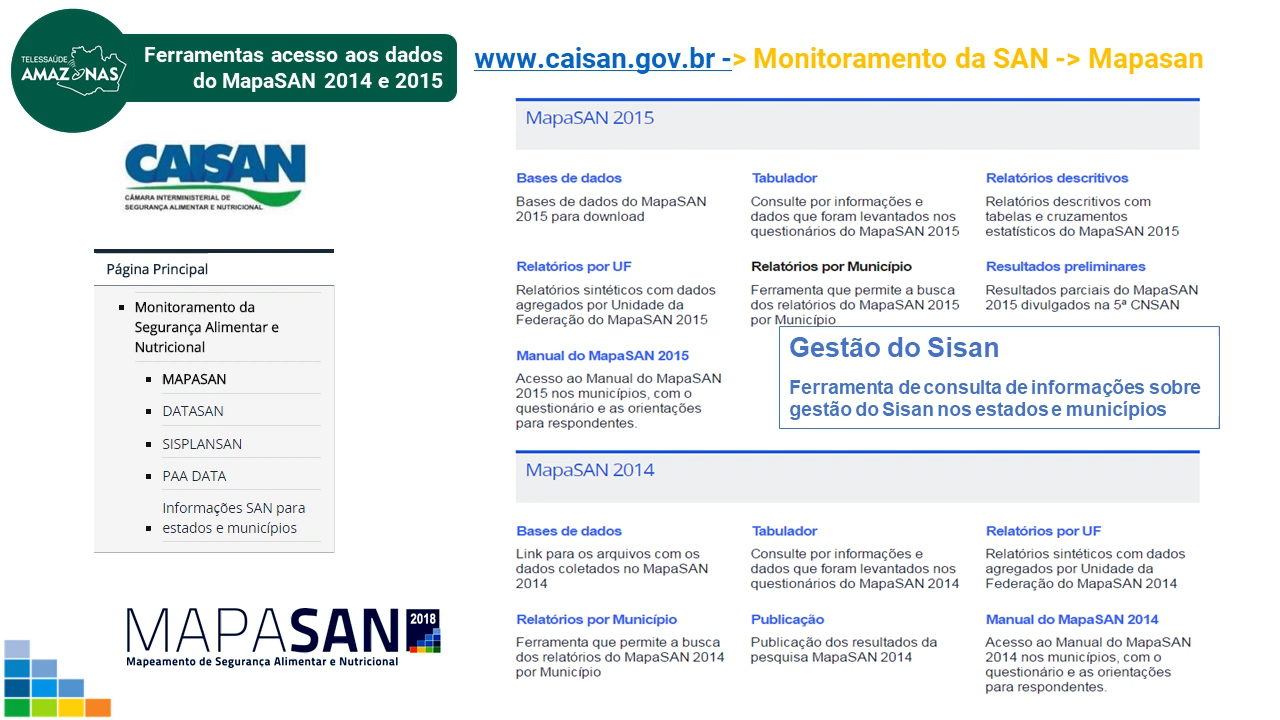 TELESSAÚDE
AMAZONAS
Ferramentas acesso aos dados
do MapaSAN 2014 e 2015
www.caisan.gov.br -> Monitoramento da SAN -> Mapasan
CAISAN
CÂMARA INTERMINISTERIAL DE
SEGURANÇA ALIMENTAR E NUTRICIONAL
Página Principal
Monitoramento da
Segurança Alimentar e
Nutricional
MAPASAN
DATASAN
SISPLANSAN
PAA DATA
Informações SAN para
estados e municípios
MAPASAN 2018
Mapeamento de Segurança Alimentar e Nutricional
MapaSAN 2015
Bases de dados
Bases de dados do MapaSAN
2015 para download
Tabulador
Consulte por informações e
dados que foram levantados nos
questionários do MapaSAN 2015
Relatórios descritivos
Relatórios descritivos com
tabelas e cruzamentos
estatísticos do MapaSAN 2015
Relatórios por UF
Relatórios sintéticos com dados
agregados por Unidade da
Federação do MapaSAN 2015
Relatórios por Município
Ferramenta que permite a busca
dos relatórios do MapaSAN 2015
por Município
Resultados preliminares
Resultados parciais do MapaSAN
2015 divulgados na 5ª CNSAN
Manual do MapaSAN 2015
Acesso ao Manual do MapaSAN
2015 nos municípios, com o
questionário e as orientações
para respondentes.
Gestão do Sisan
Ferramenta de consulta de informações sobre
gestão do Sisan nos estados e municípios
MapaSAN 2014
Bases de dados
Link para os arquivos com os
dados coletados no MapaSAN
2014
Tabulador
Consulte por informações e
dados que foram levantados nos
questionários do MapaSAN 2014
Relatórios por UF
Relatórios sintéticos com dados
agregados por Unidade da
Federação do MapaSAN 2014
Relatórios por Município
Ferramenta que permite a busca
dos relatórios do MapaSAN 2014
por Município
Publicação
Publicação dos resultados da
pesquisa MapaSAN 2014
Manual do MapaSAN 2014
Acesso ao Manual do MapaSAN
2014 nos municípios, com o
questionário e as orientações
para respondentes.